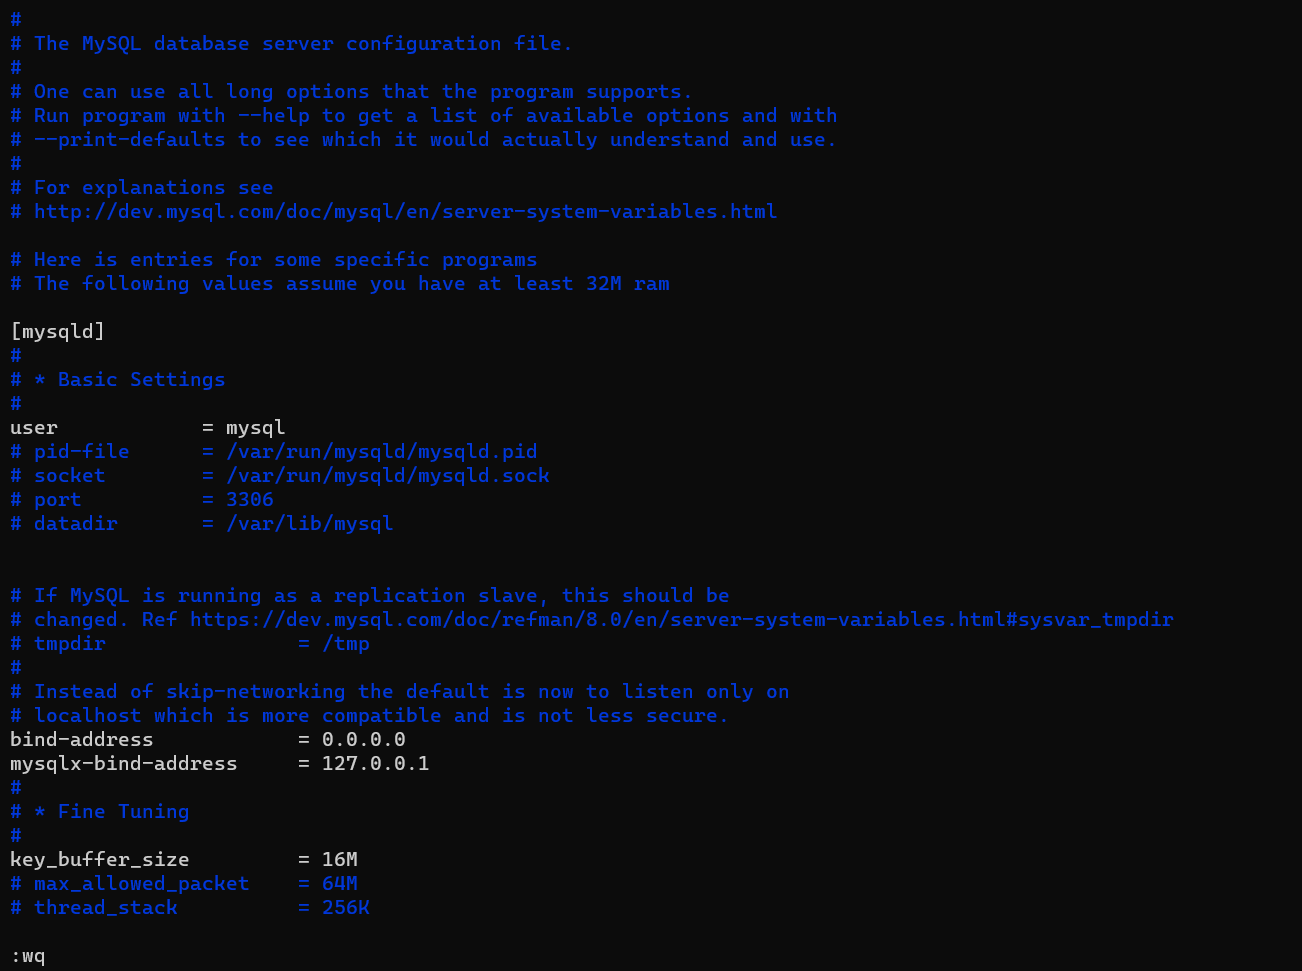 #
# The MySQL database server configuration file.
#
# One can use all long options that the program supports.
# Run program with --help to get a list of available options and with
# --print-defaults to see which it would actually understand and use.
#
# For explanations see
# http://dev.mysql.com/doc/mysql/en/server-system-variables.html

# Here is entries for some specific programs
# The following values assume you have at least 32M ram

[mysqld]
#
# * Basic Settings
#
user            = mysql
# pid-file      = /var/run/mysqld/mysqld.pid
# socket        = /var/run/mysqld/mysqld.sock
# port          = 3306
# datadir       = /var/lib/mysql


# If MySQL is running as a replication slave, this should be
# changed. Ref https://dev.mysql.com/doc/refman/8.0/en/server-system-variables.html#sysvar_tmpdir
# tmpdir                = /tmp
#
# Instead of skip-networking the default is now to listen only on
# localhost which is more compatible and is not less secure.
bind-address            = 0.0.0.0
mysqlx-bind-address     = 127.0.0.1
#
# * Fine Tuning
#
key_buffer_size         = 16M
# max_allowed_packet    = 64M
# thread_stack          = 256K

:wq